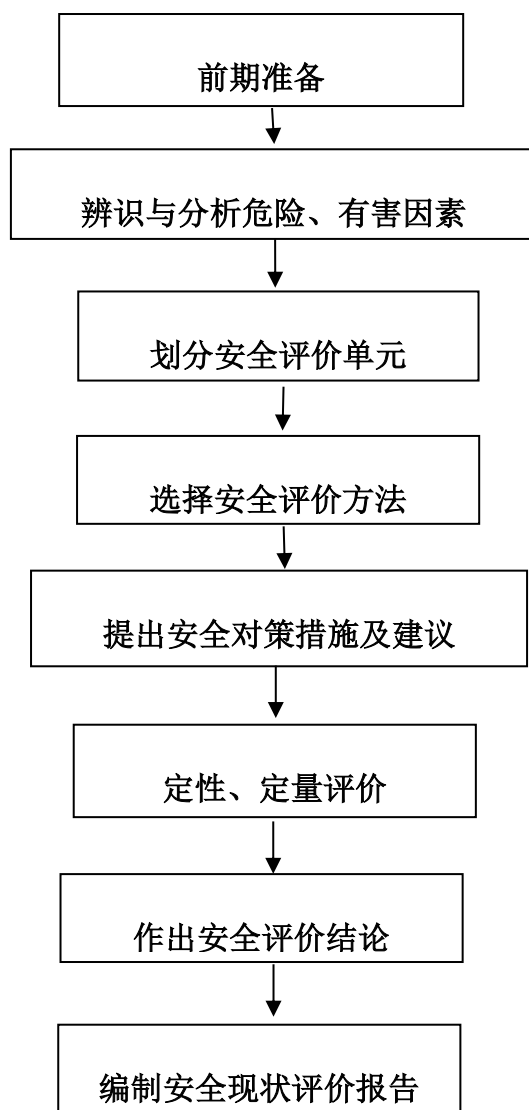 前期准备
辨识与分析危险、有害因素
划分安全评价单元
选择安全评价方法
提出安全对策措施及建议
定性、定量评价
作出安全评价结论
编制安全现状评价报告